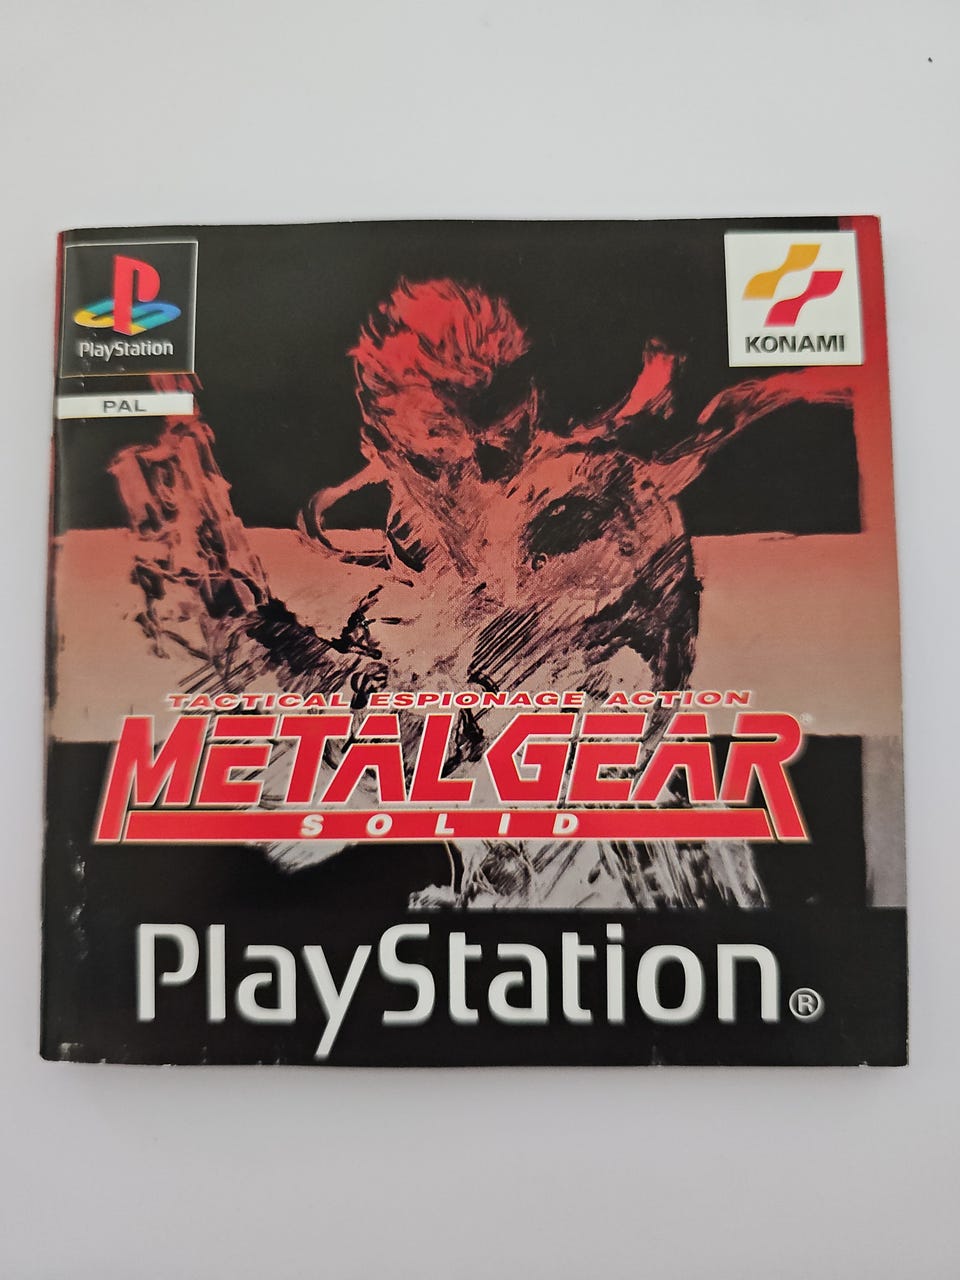 PlayStation
PAL
KONAMI
TACTICAL ESPIONAGE ACTION
METAL GEAR®
SOLID
PlayStation®